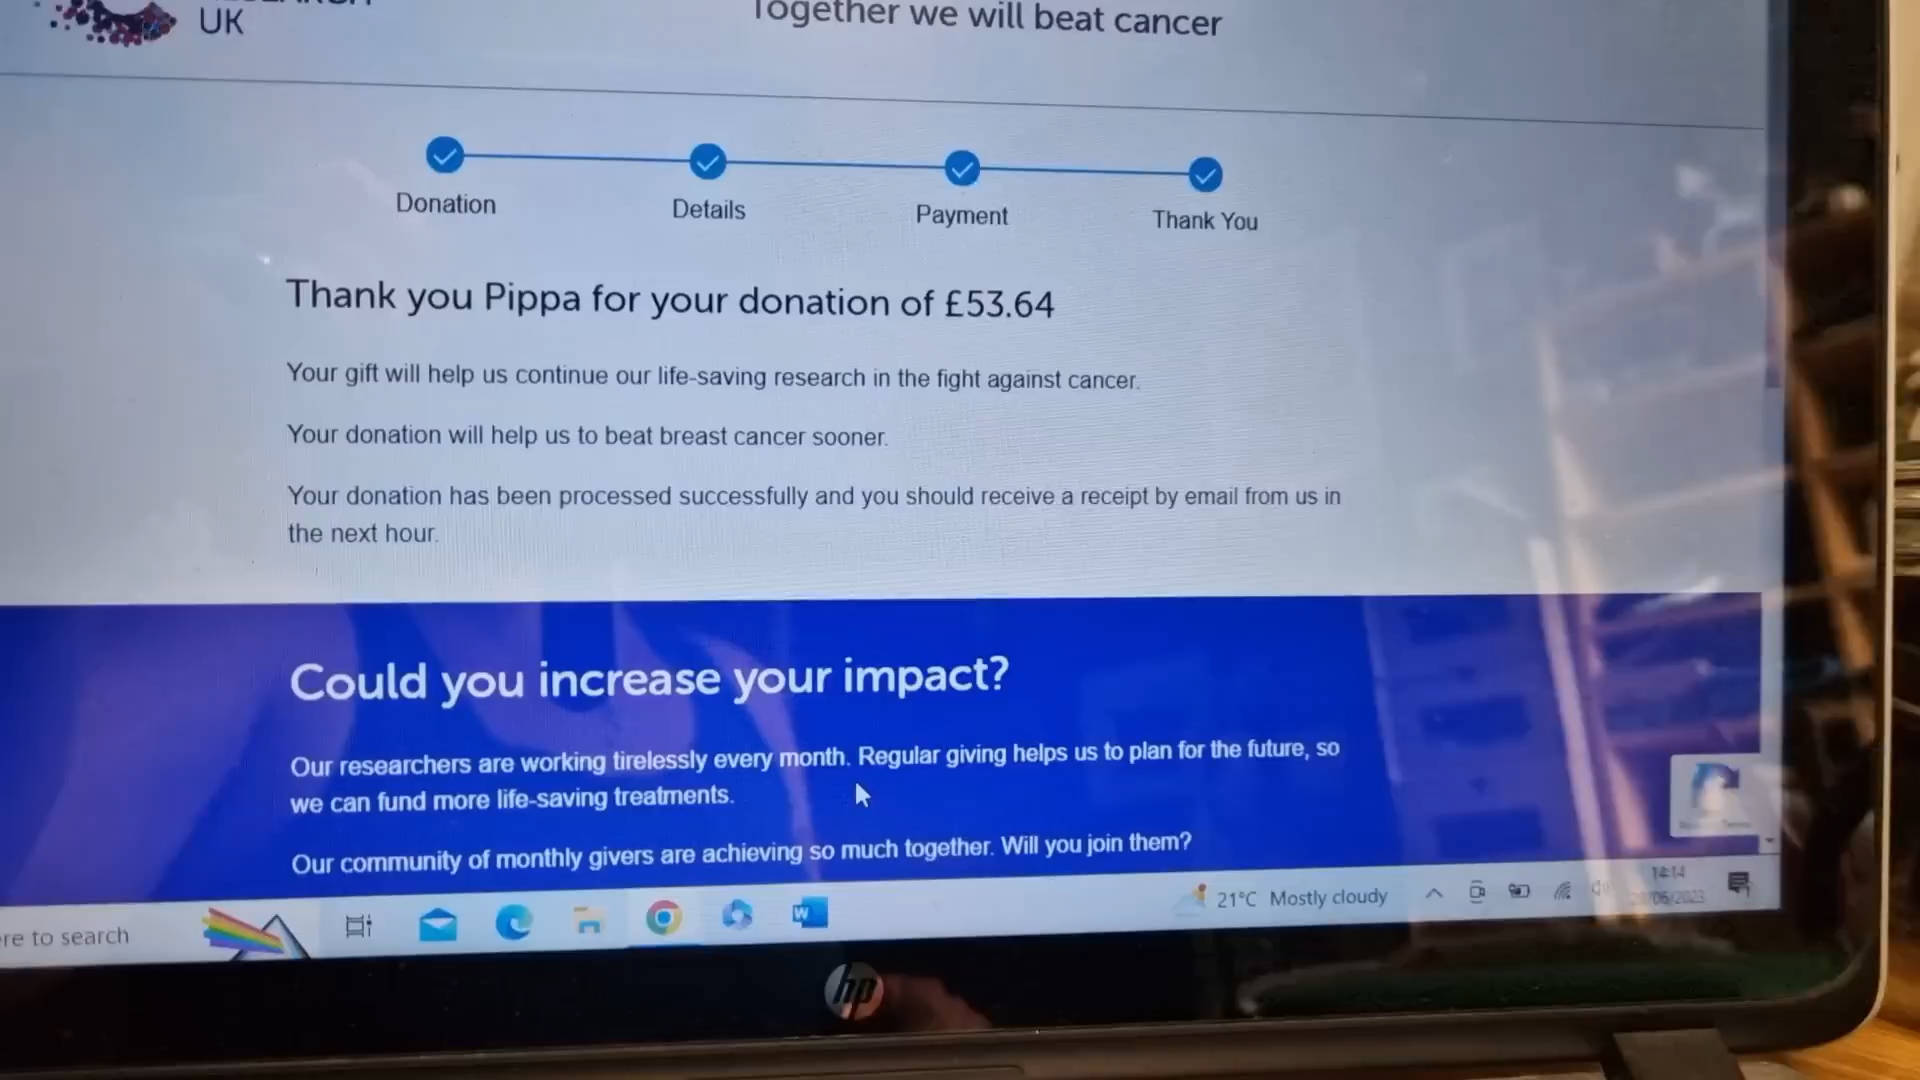 UK
Together we will beat cancer
Donation
Details
Payment
Thank You
Thank you Pippa for your donation of £53.64
Your gift will help us continue our life-saving research in the fight against cancer.
Your donation will help us to beat breast cancer sooner.
Your donation has been processed successfully and you should receive a receipt by email from us in
the next hour.
Could you increase your impact?
Our researchers are working tirelessly every month. Regular giving helps us to plan for the future, so
we can fund more life-saving treatments.
Our community of monthly givers are achieving so much together. Will you join them?
re to search
W
21°C Mostly cloudy
14:14
hp